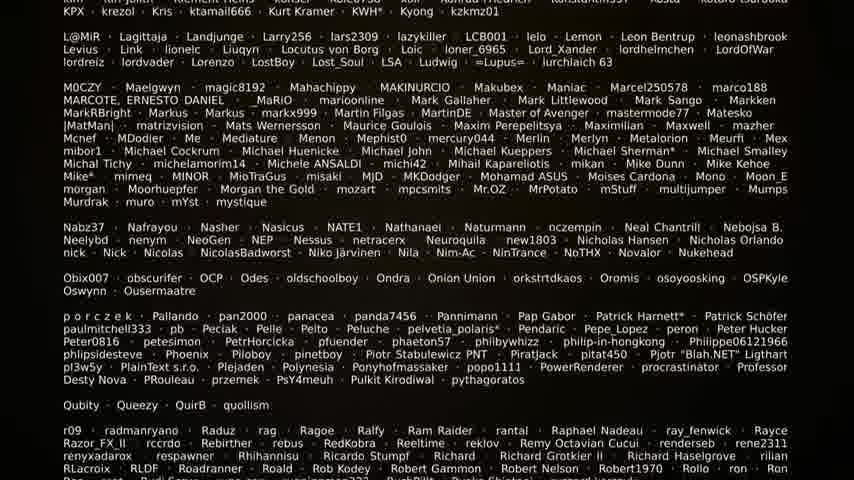 KPX · krezol · Kris · ktamail666 · Kurt Kramer · KWH* · Kyong · kzkmz01
L@MiR · Lagittaja · Landjunge · Larry256 · lars2309 · lazykiller · LCB001 · lelo · Lemon · Leon Bentrup · leonashbrook
Levius · Link · lionelc · Liuqyn · Locutus von Borg · Loic · loner_6965 · Lord_Xander · lordhelmchen · LordOfWar
lordreiz · lordvader · Lorenzo · LostBoy · Lost_Soul · LSA · Ludwig · =Lupus= · lurchlaich 63
M0CZY · Maelgwyn · magic8192 · Mahachippy · MAKINURCIO · Makubex · Maniac · Marcel250578 · marco188
MARCOTE, ERNESTO DANIEL · _MaRiO · marioonline · Mark Gallaher · Mark Littlewood · Mark Sango · Markken
MarkRBright · Markus · Markus · markx999 · Martin Filgas · MartinDE · Master of Avenger · mastermode77 · Matesko
|MatMan| · matrizvision · Mats Wernersson · Maurice Goulois · Maxim Perepelitsya · Maximilian · Maxwell · mazher
Mcnef · MDodier · Me · Mediature · Menon · Mephist0 · mercury044 · Merlin · Merlyn · Metalorion · Meurfi · Mex
mibor1 · Michael Cockrum · Michael Huenicke · Michael John · Michael Kueppers · Michael Sherman* · Michael Smalley
Michal Tichy · michelamorim14 · Michele ANSALDI · michi42 · Mihail Kapareliotis · mikan · Mike Dunn · Mike Kehoe
Mike* · mimeq · MINOR · MioTraGus · misaki · MJD · MKDodger · Mohamad ASUS · Moises Cardona · Mono · Moon_E
morgan · Moorhuepfer · Morgan the Gold · mozart · mpcsmits · Mr.OZ · MrPotato · mStuff · multijumper · Mumps
Murdrak · muro · mYst · mystique
Nabz37 · Nafrayou · Nasher · Nasicus · NATE1 · Nathanael · Naturmann · nczempin · Neal Chantrill · Nebojsa B.
Neelybd · nenym · NeoGen · NEP · Nessus · netracerx · Neuroquila · new1803 · Nicholas Hansen · Nicholas Orlando
nick · Nick · Nicolas · NicolasBadworst · Niko Järvinen · Nila · Nim-Ac · NinTrance · NoTHX · Novalor · Nukehead
Obix007 · obscurifer · OCP · Odes · oldschoolboy · Ondra · Onion Union · orkstrtdkaos · Oromis · osoyoosking · OSPKyle
Oswynn · Ousermaatre
p o r c z e k · Pallando · pan2000 · panacea · panda7456 · Pannimann · Pap Gabor · Patrick Harnett* · Patrick Schöfer
paulmitchell333 · pb · Peciak · Pelle · Pelto · Peluche · pelvetia_polaris* · Pendaric · Pepe_Lopez · peron · Peter Hucker
Peter0816 · petesimon · PetrHorcicka · pfuender · phaeton57 · philbywhizz · philip-in-hongkong · Philippe06121966
phlipsidesteve · Phoenix · Piloboy · pinetboy · Piotr Stabulewicz PNT · PiratJack · pitat450 · Pjotr "Blah.NET" Ligthart
pl3w5y · PlainText s.r.o. · Plejaden · Polynesia · Ponyhofmassaker · popo1111 · PowerRenderer · procrastinator · Professor
Desty Nova · PRouleau · przemek · PsY4meuh · Pulkit Kirodiwal · pythagoratos
Qubity · Queezy · QuirB · quollism
r09 · radmanryano · Raduz · rag · Ragoe · Ralfy · Ram Raider · rantal · Raphael Nadeau · ray_fenwick · Rayce
Razor_FX_II · rccrdo · Rebirther · rebus · RedKobra · Reeltime · reklov · Remy Octavian Cucui · renderseb · rene2311
renyxadarox · respawner · Rhihannisu · Ricardo Stumpf · Richard · Richard Grotkier II · Richard Haselgrove · rilian
RLacroix · RLDF · Roadranner · Roald · Rob Kodey · Robert Gammon · Robert Nelson · Robert1970 · Rollo · ron · Ron